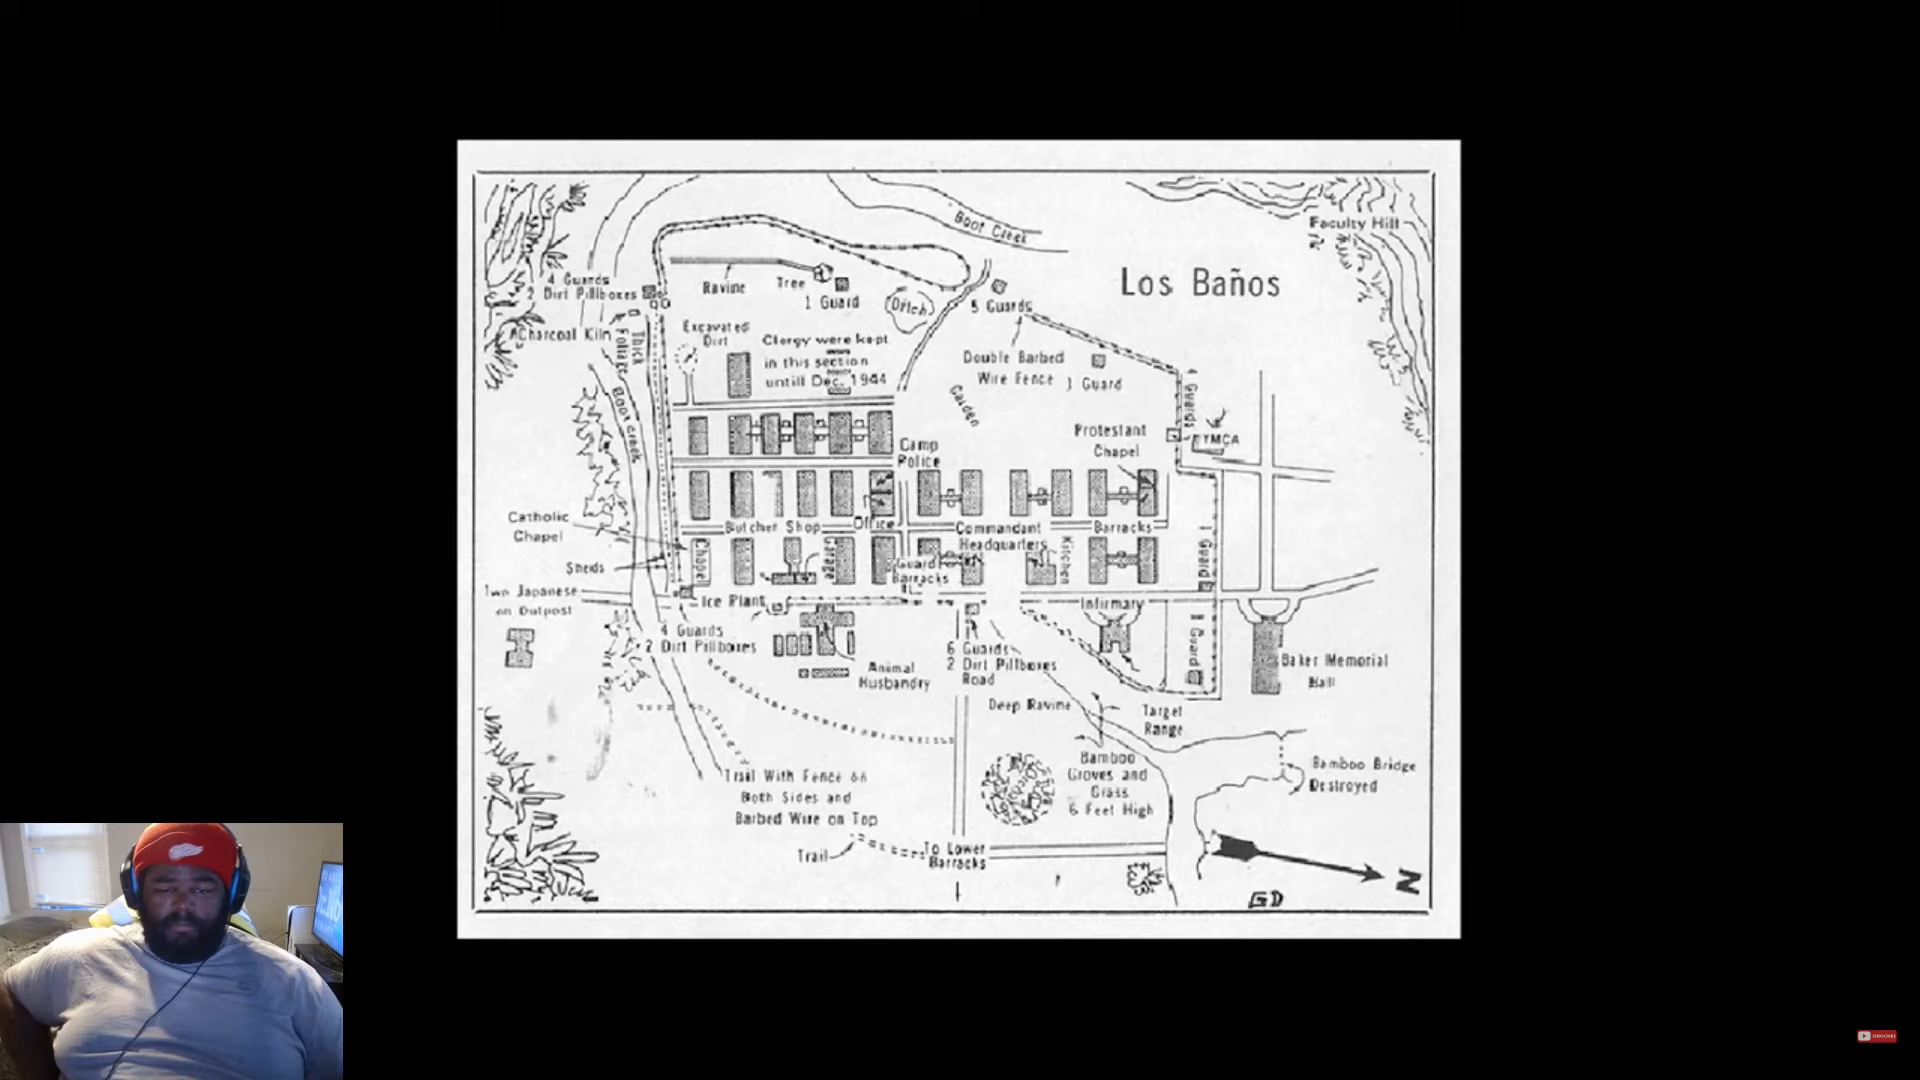 Boot Creek
Faculty Hill
Los Baños
4 Guards
2 Dirt Pillboxes
Ravine
Tree
1 Guard
Ditch
5 Guards
Charcoal Kiln
Thick
Foliage
Excavated
Dirt
Clergy were kept
in this section
untill Dec. 1944
Double Barbed
Wire Fence
1 Guard
4 Guards
Garden
Boot Creek
YMCA
Protestant
Chapel
Camp
Police
Catholic
Chapel
Butcher Shop
Office
Commandant
Headquarters
Barracks
Sheds
Chapel
Garage
Guard
Barracks
Kitchen
1 Guard
Two Japanese
on Outpost
Ice Plant
Infirmary
4 Guards
2 Dirt Pillboxes
Animal
Husbandry
6 Guards
2 Dirt Pillboxes
Road
Guard
Baker Memorial
Hall
Deep Ravine
Target
Range
Trail With Fence on
Both Sides and
Barbed Wire on Top
Bamboo
Groves and
Grass
6 Feet High
Bamboo Bridge
Destroyed
Trail
To Lower
Barracks
N
GD
SUBSCRIBE